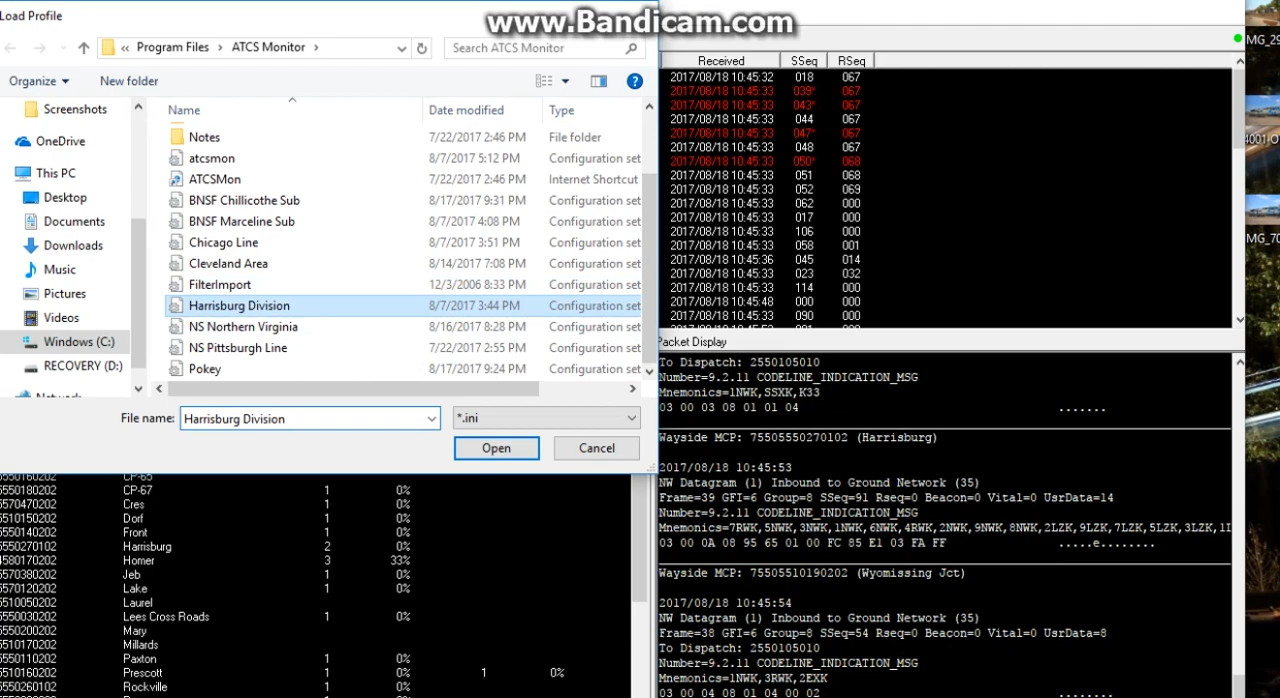 Load Profile
www.Bandicam.com
« Program Files › ATCS Monitor ›
Search ATCS Monitor
Organize
New folder
?
Screenshots
OneDrive
This PC
Desktop
Documents
Downloads
Music
Pictures
Videos
Windows (C:)
RECOVERY (D:)
Network
Name Date modified Type
Notes 7/22/2017 2:46 PM File folder
atcsmon 8/7/2017 5:12 PM Configuration set
ATCSMon 7/22/2017 2:46 PM Internet Shortcut
BNSF Chillicothe Sub 8/17/2017 9:31 PM Configuration set
BNSF Marceline Sub 8/7/2017 4:08 PM Configuration set
Chicago Line 8/7/2017 3:51 PM Configuration set
Cleveland Area 8/14/2017 7:08 PM Configuration set
FilterImport 12/3/2006 8:33 PM Configuration set
Harrisburg Division 8/7/2017 3:44 PM Configuration set
NS Northern Virginia 8/16/2017 8:28 PM Configuration set
NS Pittsburgh Line 7/22/2017 2:55 PM Configuration set
Pokey 8/17/2017 9:24 PM Configuration set
File name: Harrisburg Division
*.ini
Open
Cancel
5550160202 CP-65
5550180202 CP-67 1 0%
5570470202 Cres 1 0%
5510150202 Dorf 1 0%
5550140202 Front 1 0%
5550270102 Harrisburg 2 0%
4580170202 Homer 3 33%
5570380202 Jeb 1 0%
5570120202 Lake 1 0%
5510050202 Laurel
5550030202 Lees Cross Roads 1 0%
5550200202 Mary
5510170202 Millards
5550110202 Paxton 1 0%
5510160202 Prescott 1 0% 1 0%
5550260102 Rockville 1 0%
Received SSeq RSeq
2017/08/18 10:45:32 018 067
2017/08/18 10:45:33 039* 067
2017/08/18 10:45:33 043* 067
2017/08/18 10:45:33 044 067
2017/08/18 10:45:33 047* 067
2017/08/18 10:45:33 048 067
2017/08/18 10:45:33 050* 068
2017/08/18 10:45:33 051 068
2017/08/18 10:45:33 052 069
2017/08/18 10:45:33 062 000
2017/08/18 10:45:33 017 000
2017/08/18 10:45:33 106 000
2017/08/18 10:45:33 058 001
2017/08/18 10:45:36 045 014
2017/08/18 10:45:33 023 032
2017/08/18 10:45:33 114 000
2017/08/18 10:45:48 000 000
2017/08/18 10:45:33 090 000
Packet Display
To Dispatch: 2550105010
Number=9.2.11 CODELINE_INDICATION_MSG
Mnemonics=1NWK,SSXK,K33
03 00 03 08 01 01 04 .......
Wayside MCP: 75505550270102 (Harrisburg)
2017/08/18 10:45:53
NW Datagram (1) Inbound to Ground Network (35)
Frame=39 GFI=6 Group=8 SSeq=91 Rseq=0 Beacon=0 Vital=0 UsrData=14
Number=9.2.11 CODELINE_INDICATION_MSG
Mnemonics=7RWK,5NWK,3NWK,1NWK,6NWK,4RWK,2NWK,9NWK,8NWK,2LZK,9LZK,7LZK,5LZK,3LZK,1I
03 00 0A 08 95 65 01 00 FC 85 E1 03 FA FF .....e........
Wayside MCP: 75505510190202 (Wyomissing Jct)
2017/08/18 10:45:54
NW Datagram (1) Inbound to Ground Network (35)
Frame=38 GFI=6 Group=8 SSeq=54 Rseq=0 Beacon=0 Vital=0 UsrData=8
To Dispatch: 2550105010
Number=9.2.11 CODELINE_INDICATION_MSG
Mnemonics=1NWK,3RWK,2EXK
03 00 04 08 01 04 00 02 ........
MG_29
4001 O
MG_70